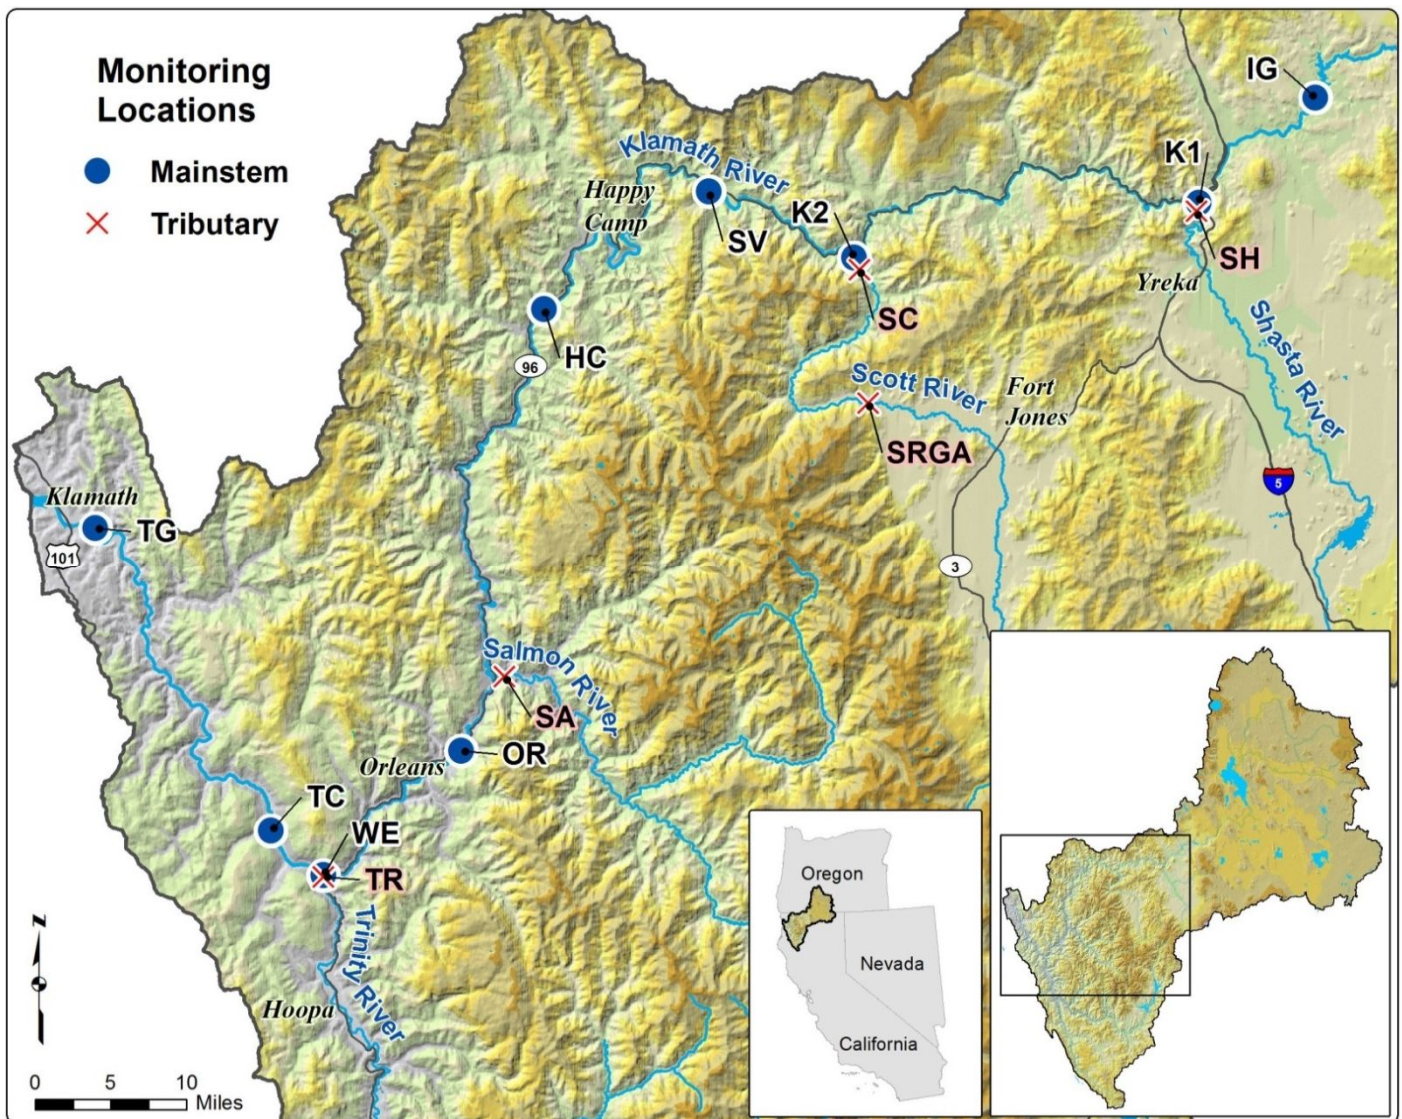 Monitoring
Locations
Mainstem
Tributary
IG
K1
Klamath River
Happy
Camp
K2
SV
SH
Yreka
SC
HC
96
Shasta River
Scott River
Fort
Jones
SRGA
5
Klamath
TG
101
3
Salmon River
SA
OR
Orleans
TC
WE
TR
Trinity River
Hoopa
Oregon
Nevada
California
N
0 5 10
Miles